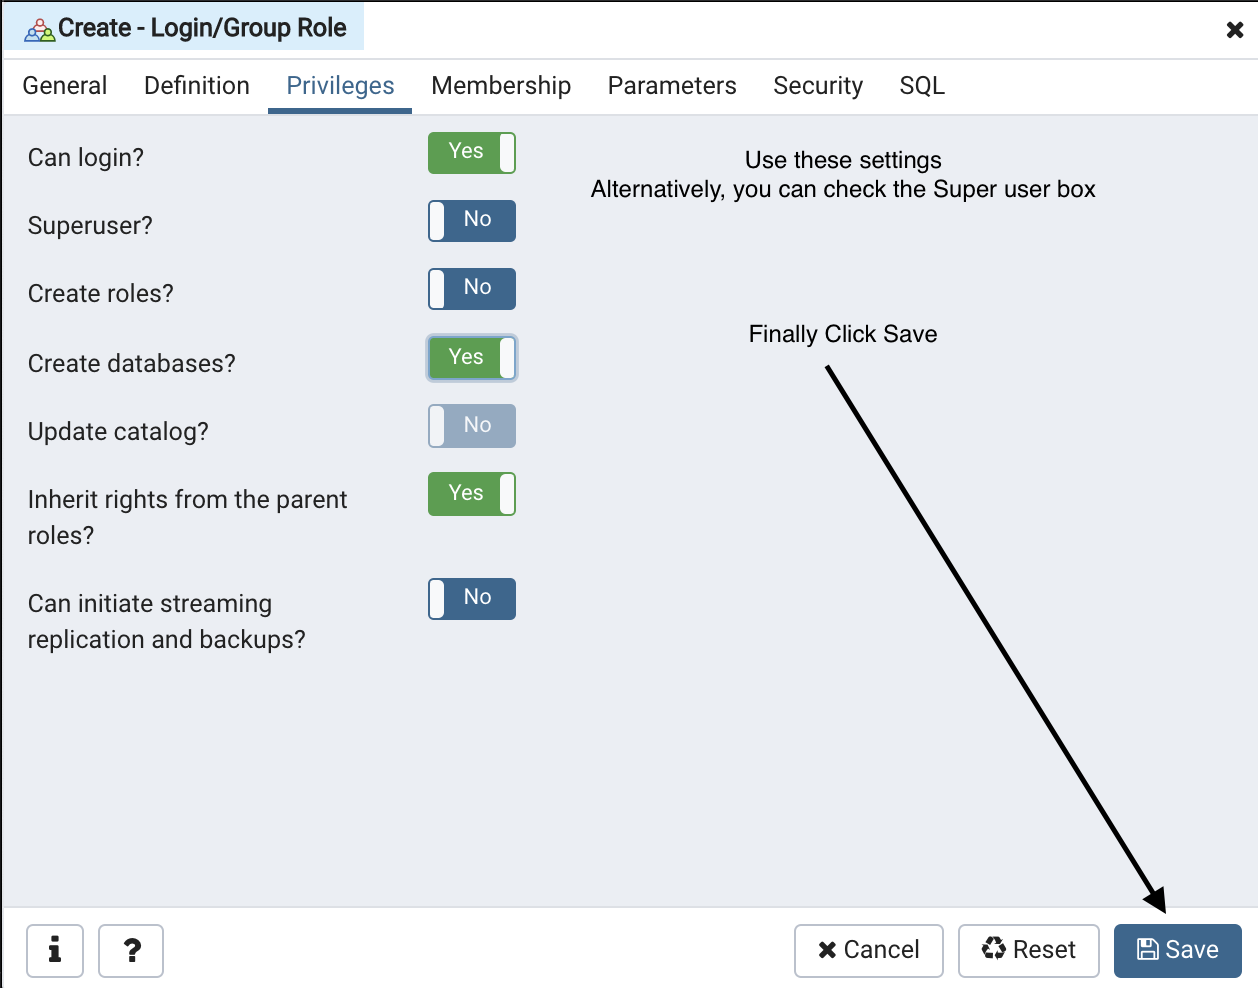 Create - Login/Group Role
General Definition Privileges Membership Parameters Security SQL
Can login? Yes
Use these settings
Alternatively, you can check the Super user box
Superuser? No
Create roles? No
Finally Click Save
Create databases? Yes
Update catalog? No
Inherit rights from the parent Yes
roles?
Can initiate streaming No
replication and backups?
i ? Cancel Reset Save